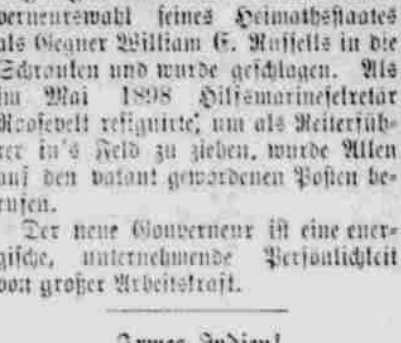 verneurswahl seines Heimathsstaates
als Gegner William E. Russells in die
Schranken und wurde geschlagen. Als
im Mai 1898 Hilfsmarinesekretär
Roosevelt resignirte, um als Reiterfüh-
rer in's Feld zu ziehen, wurde Allen
auf den vakant gewordenen Posten be-
rufen.
Der neue Gouverneur ist eine ener-
gische, unternehmende Persönlichkeit
von großer Arbeitskraft.
Armes Indien!